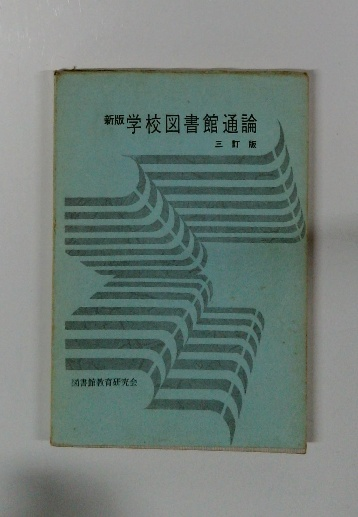 新版 学校図書館通論
三訂版
図書館教育研究会